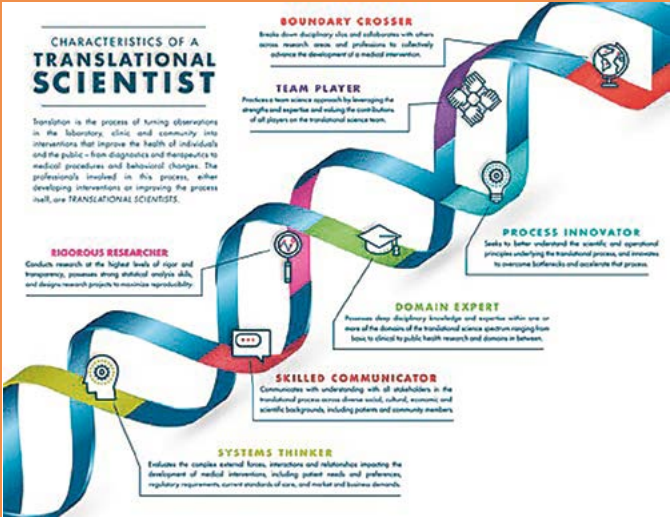 CHARACTERISTICS OF A
TRANSLATIONAL
SCIENTIST
Translation is the process of turning observations
in the laboratory, clinic and community into
interventions that improve the health of individuals
and the public – from diagnostics and therapeutics to
medical procedures and behavioral changes. The
professionals involved in this process, either
developing interventions or improving the process
itself, are TRANSLATIONAL SCIENTISTS.
BOUNDARY CROSSER
Breaks down disciplinary silos and collaborates with others
across research areas and professions to collectively
advance the development of a medical intervention.
TEAM PLAYER
Practices a team science approach by leveraging the
strengths and expertise and valuing the contributions
of all players on the translational science team.
PROCESS INNOVATOR
Seeks to better understand the scientific and operational
principles underlying the translational process, and innovates
to overcome bottlenecks and accelerate that process.
RIGOROUS RESEARCHER
Conducts research at the highest levels of rigor and
transparency, possesses strong statistical analysis skills,
and designs research projects to maximize reproducibility.
DOMAIN EXPERT
Possesses deep disciplinary knowledge and expertise within one or
more of the domains of the translational science spectrum ranging from
basic to clinical to public health research and domains in between.
SKILLED COMMUNICATOR
Communicates with understanding with all stakeholders in the
translational process across diverse social, cultural, economic and
scientific backgrounds, including patients and community members.
SYSTEMS THINKER
Evaluates the complex external forces, interactions and relationships impacting the
development of medical interventions, including patient needs and preferences,
regulatory requirements, current standards of care, and market and business demands.